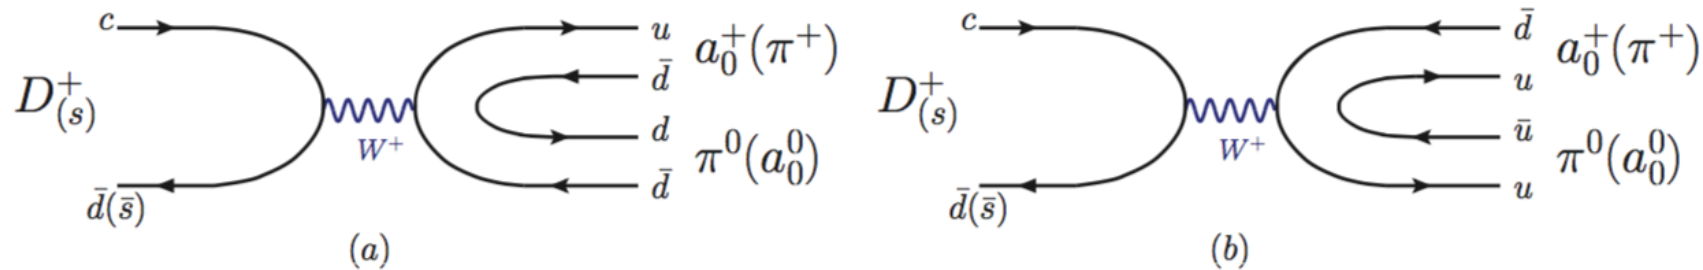 c
u
a_0^+(π^+)
d̄
D_{(s)}^+
W^+
d
π^0(a_0^0)
d̄(s̄)
d̄
(a)
c
d̄
a_0^+(π^+)
u
D_{(s)}^+
W^+
ū
π^0(a_0^0)
d̄(s̄)
u
(b)